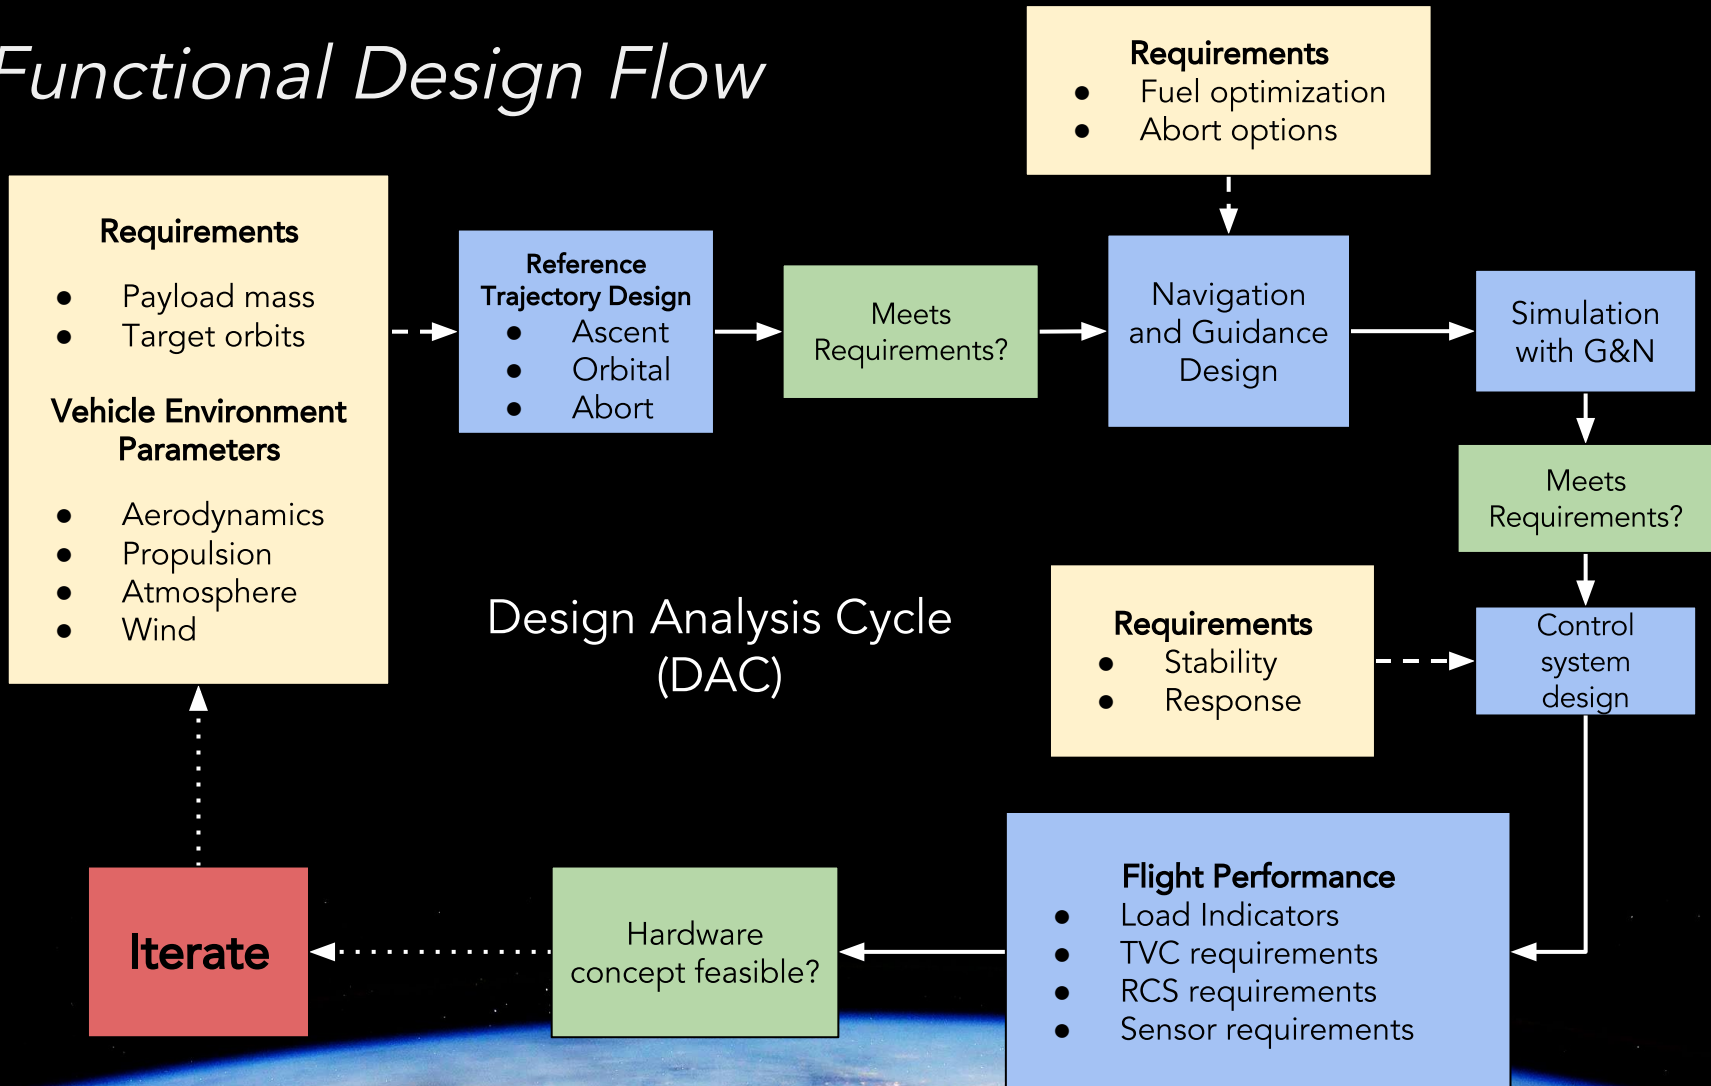 Functional Design Flow
Requirements
● Fuel optimization
● Abort options
Requirements
● Payload mass
● Target orbits
Vehicle Environment
Parameters
● Aerodynamics
● Propulsion
● Atmosphere
● Wind
Reference
Trajectory Design
● Ascent
● Orbital
● Abort
Meets
Requirements?
Navigation
and Guidance
Design
Simulation
with G&N
Meets
Requirements?
Requirements
● Stability
● Response
Control
system
design
Design Analysis Cycle
(DAC)
Flight Performance
● Load Indicators
● TVC requirements
● RCS requirements
● Sensor requirements
Hardware
concept feasible?
Iterate